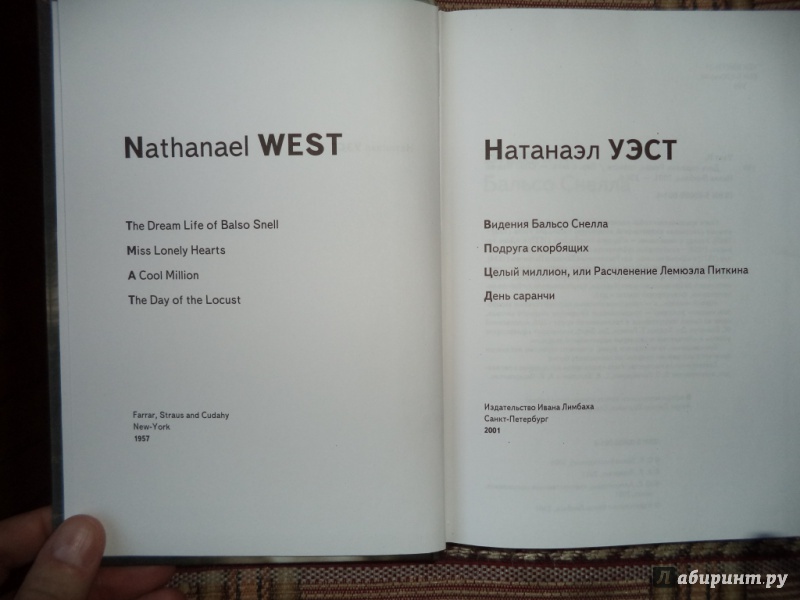 Nathanael WEST
The Dream Life of Balso Snell
Miss Lonely Hearts
A Cool Million
The Day of the Locust
Farrar, Straus and Cudahy
New-York
1957
Натанаэл УЭСТ
Видения Бальсо Снелла
Подруга скорбящих
Целый миллион, или Расчленение Лемюэла Питкина
День саранчи
Издательство Ивана Лимбаха
Санкт-Петербург
2001
Лабиринт.ру